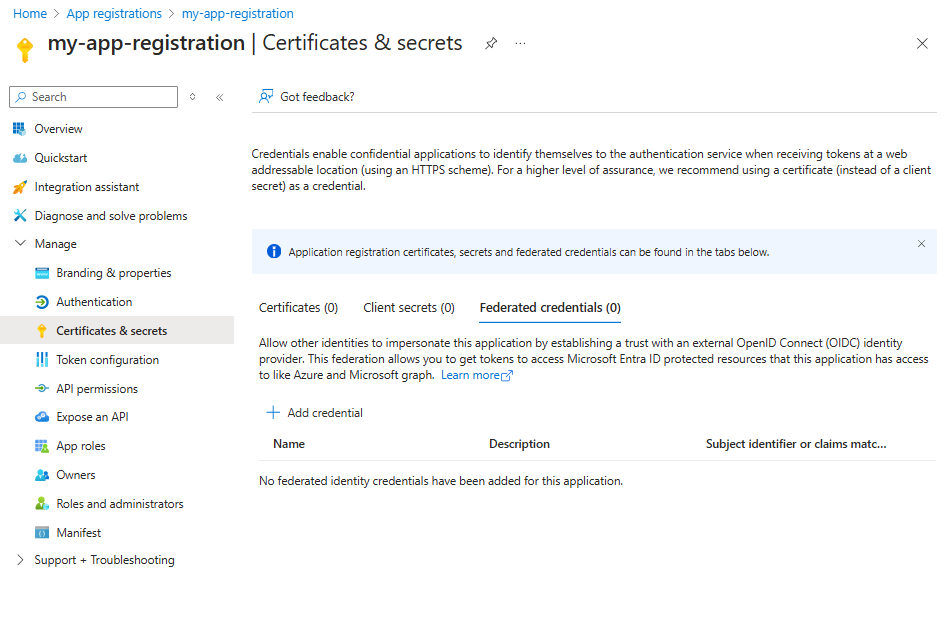 Home > App registrations > my-app-registration
my-app-registration | Certificates & secrets
Search
Got feedback?
Overview
Quickstart
Integration assistant
Diagnose and solve problems
Manage
Branding & properties
Authentication
Certificates & secrets
Token configuration
API permissions
Expose an API
App roles
Owners
Roles and administrators
Manifest
Support + Troubleshooting
Credentials enable confidential applications to identify themselves to the authentication service when receiving tokens at a web
addressable location (using an HTTPS scheme). For a higher level of assurance, we recommend using a certificate (instead of a client
secret) as a credential.
Application registration certificates, secrets and federated credentials can be found in the tabs below.
Certificates (0) Client secrets (0) Federated credentials (0)
Allow other identities to impersonate this application by establishing a trust with an external OpenID Connect (OIDC) identity
provider. This federation allows you to get tokens to access Microsoft Entra ID protected resources that this application has access
to like Azure and Microsoft graph. Learn more
Add credential
Name Description Subject identifier or claims matc...
No federated identity credentials have been added for this application.